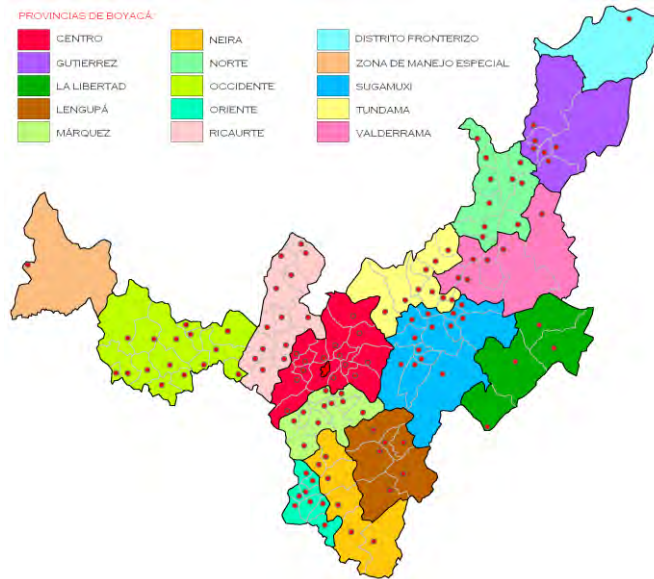 PROVINCIAS DE BOYACÁ:
CENTRO
GUTIERREZ
LA LIBERTAD
LENGUPÁ
MÁRQUEZ
NEIRA
NORTE
OCCIDENTE
ORIENTE
RICAURTE
DISTRITO FRONTERIZO
ZONA DE MANEJO ESPECIAL
SUGAMUXI
TUNDAMA
VALDERRAMA